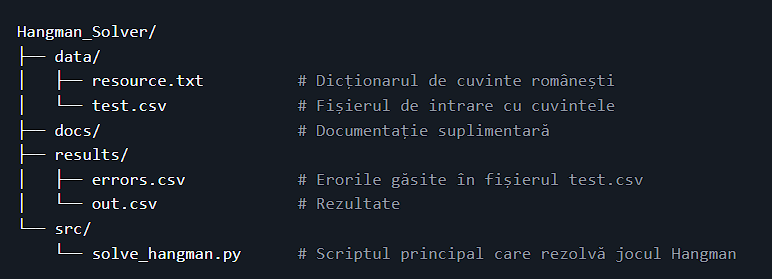 Hangman_Solver/
├── data/
│   ├── resource.txt          # Dicționarul de cuvinte românești
│   └── test.csv              # Fișierul de intrare cu cuvintele
├── docs/                     # Documentație suplimentară
├── results/
│   ├── errors.csv            # Erorile găsite în fișierul test.csv
│   └── out.csv               # Rezultate
└── src/
    └── solve_hangman.py      # Scriptul principal care rezolvă jocul Hangman